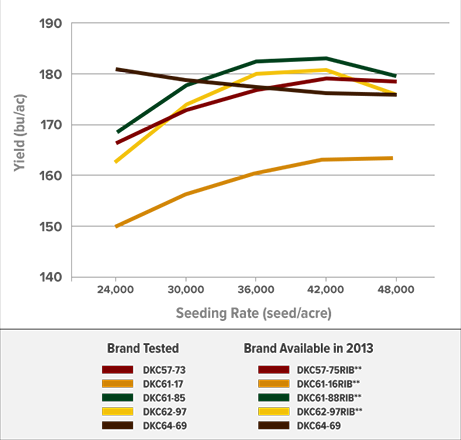 190
180
170
160
150
140
Yield (bu/ac)
24,000 30,000 36,000 42,000 48,000
Seeding Rate (seed/acre)
Brand Tested Brand Available in 2013
DKC57-73 DKC57-75RIB**
DKC61-17 DKC61-16RIB**
DKC61-85 DKC61-88RIB**
DKC62-97 DKC62-97RIB**
DKC64-69 DKC64-69